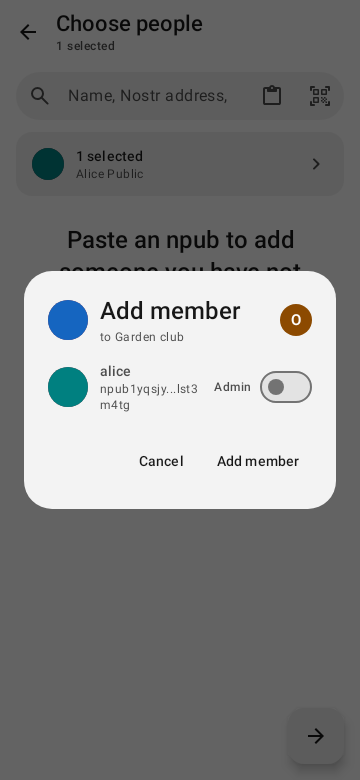 Choose people
1 selected
Name, Nostr address,
1 selected
Alice Public
Paste an npub to add
someone you have not
Add member
to Garden club
O
alice
npub1yqsjy...lst3
m4tg
Admin
Cancel
Add member